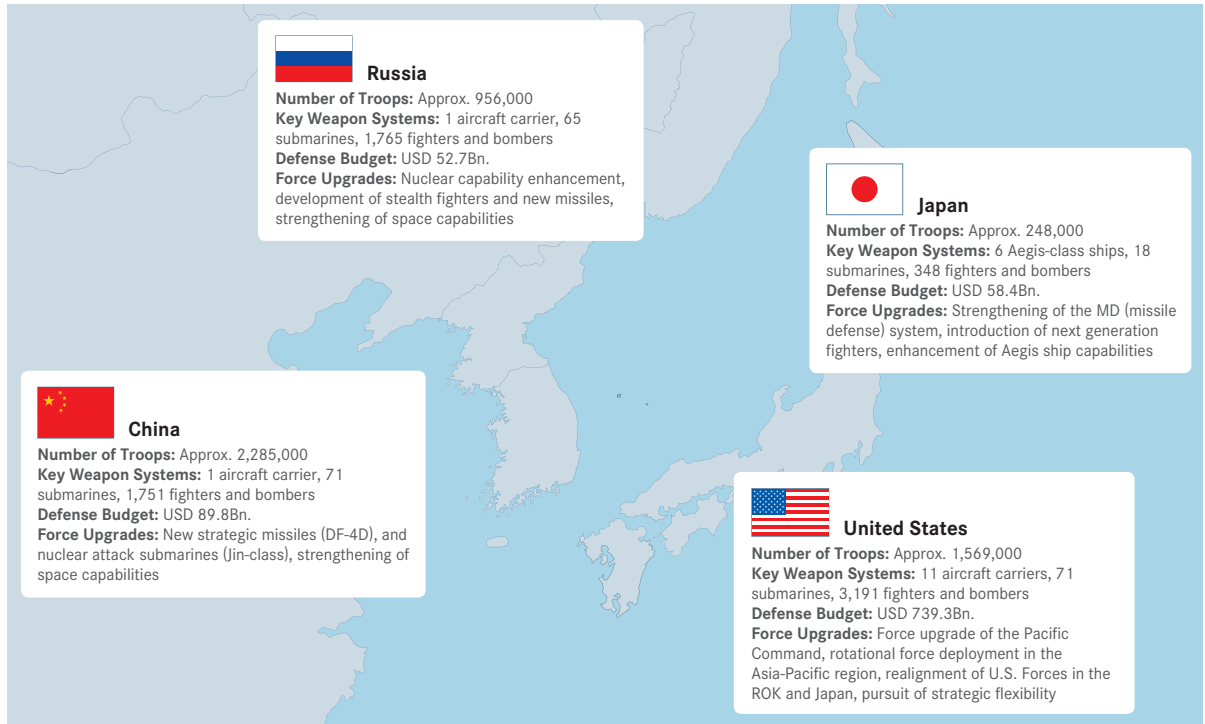 Russia
Number of Troops: Approx. 956,000
Key Weapon Systems: 1 aircraft carrier, 65
submarines, 1,765 fighters and bombers
Defense Budget: USD 52.7Bn.
Force Upgrades: Nuclear capability enhancement,
development of stealth fighters and new missiles,
strengthening of space capabilities
Japan
Number of Troops: Approx. 248,000
Key Weapon Systems: 6 Aegis-class ships, 18
submarines, 348 fighters and bombers
Defense Budget: USD 58.4Bn.
Force Upgrades: Strengthening of the MD (missile
defense) system, introduction of next generation
fighters, enhancement of Aegis ship capabilities
China
Number of Troops: Approx. 2,285,000
Key Weapon Systems: 1 aircraft carrier, 71
submarines, 1,751 fighters and bombers
Defense Budget: USD 89.8Bn.
Force Upgrades: New strategic missiles (DF-4D), and
nuclear attack submarines (Jin-class), strengthening of
space capabilities
United States
Number of Troops: Approx. 1,569,000
Key Weapon Systems: 11 aircraft carriers, 71
submarines, 3,191 fighters and bombers
Defense Budget: USD 739.3Bn.
Force Upgrades: Force upgrade of the Pacific
Command, rotational force deployment in the
Asia-Pacific region, realignment of U.S. Forces in the
ROK and Japan, pursuit of strategic flexibility